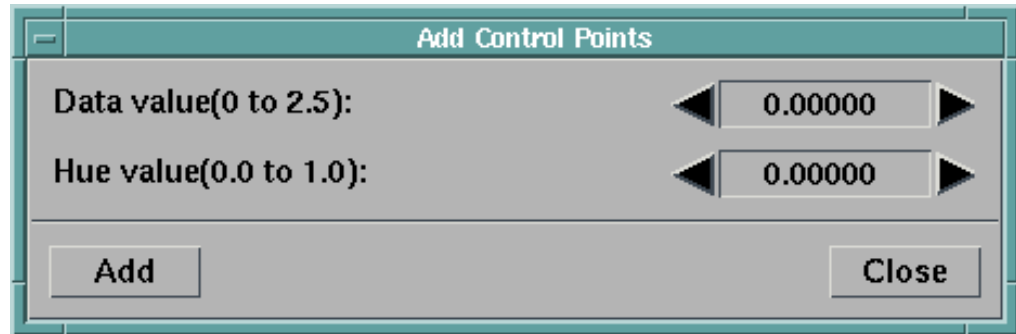 Add Control Points
Data value(0 to 2.5): 0.00000
Hue value(0.0 to 1.0): 0.00000
Add Close